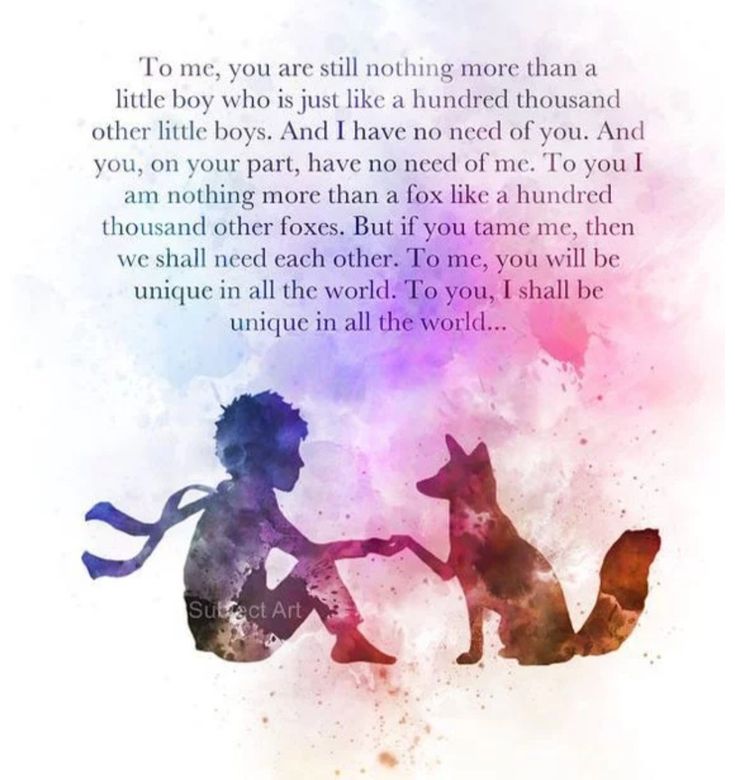 To me, you are still nothing more than a
little boy who is just like a hundred thousand
other little boys. And I have no need of you. And
you, on your part, have no need of me. To you I
am nothing more than a fox like a hundred
thousand other foxes. But if you tame me, then
we shall need each other. To me, you will be
unique in all the world. To you, I shall be
unique in all the world...
Subject Art